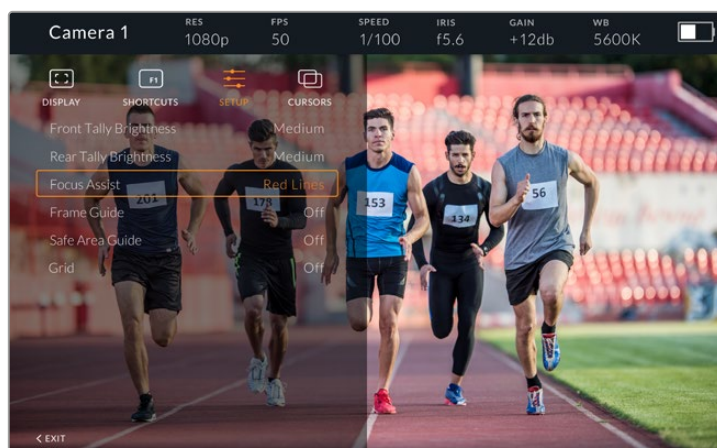 Camera 1
RES FPS SPEED IRIS GAIN WB
1080p 50 1/100 f5.6 +12db 5600K
F1
DISPLAY SHORTCUTS SETUP CURSORS
Front Tally Brightness Medium
Rear Tally Brightness Medium
Focus Assist Red Lines
Frame Guide Off
Safe Area Guide Off
Grid Off
201
178
153
134
56
< EXIT